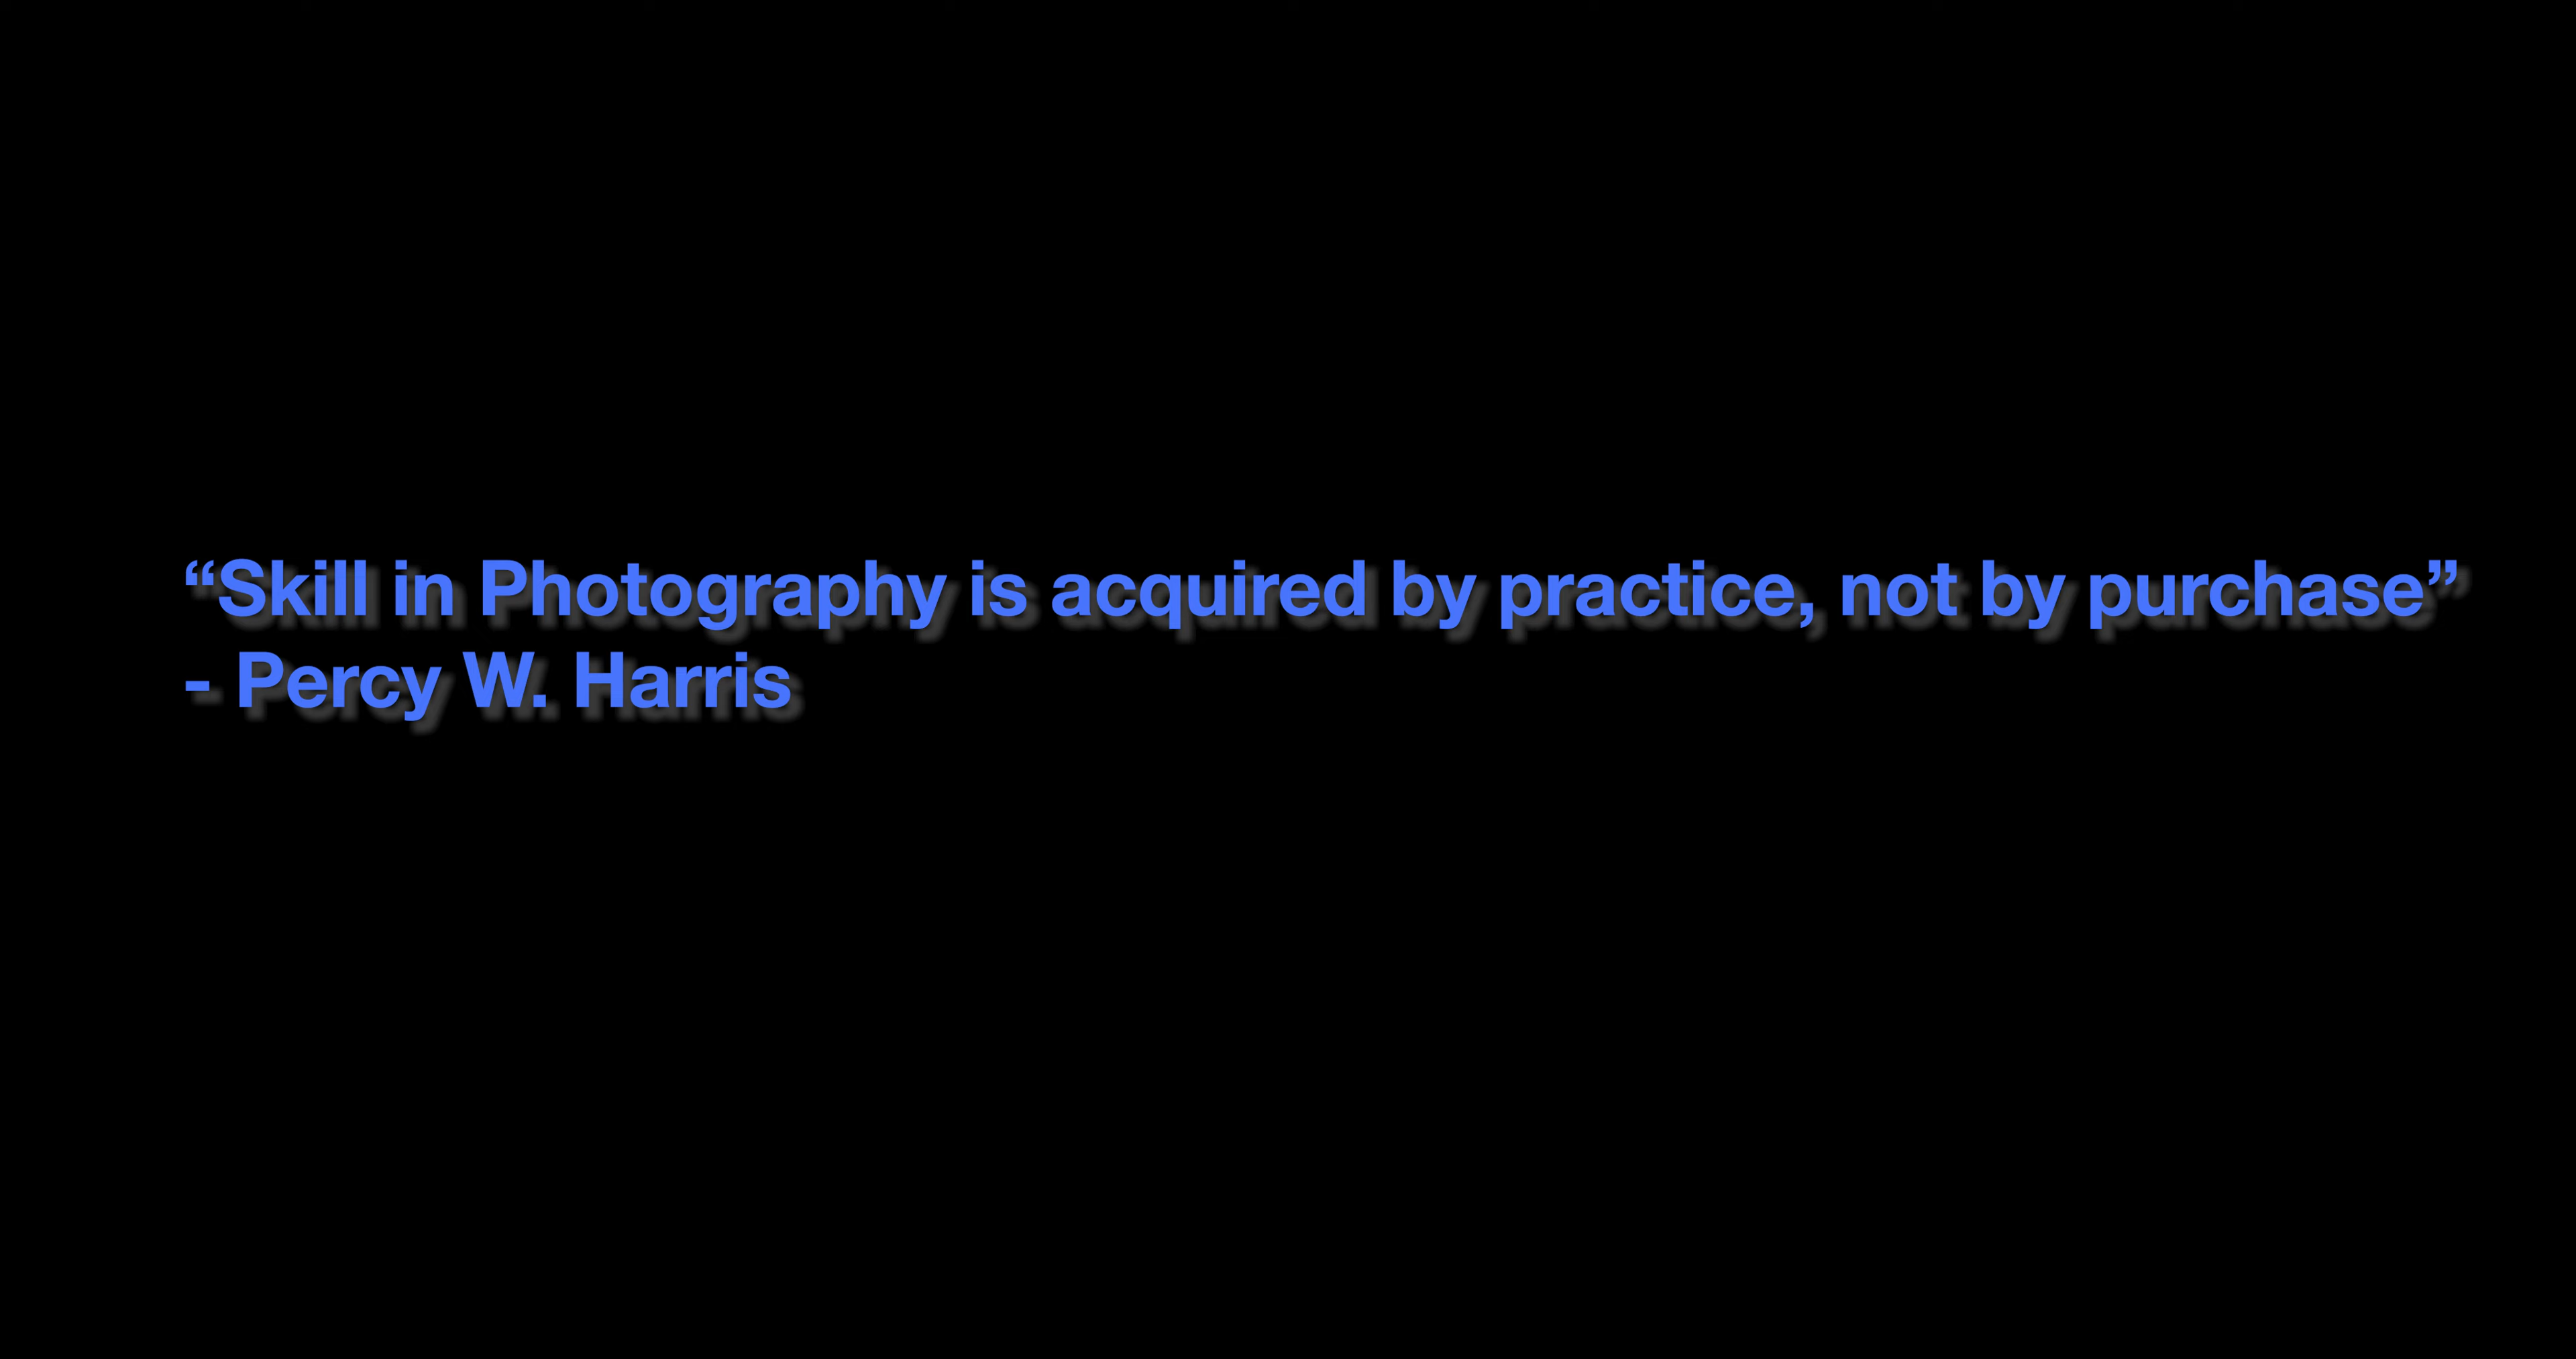 “Skill in Photography is acquired by practice, not by purchase”
- Percy W. Harris